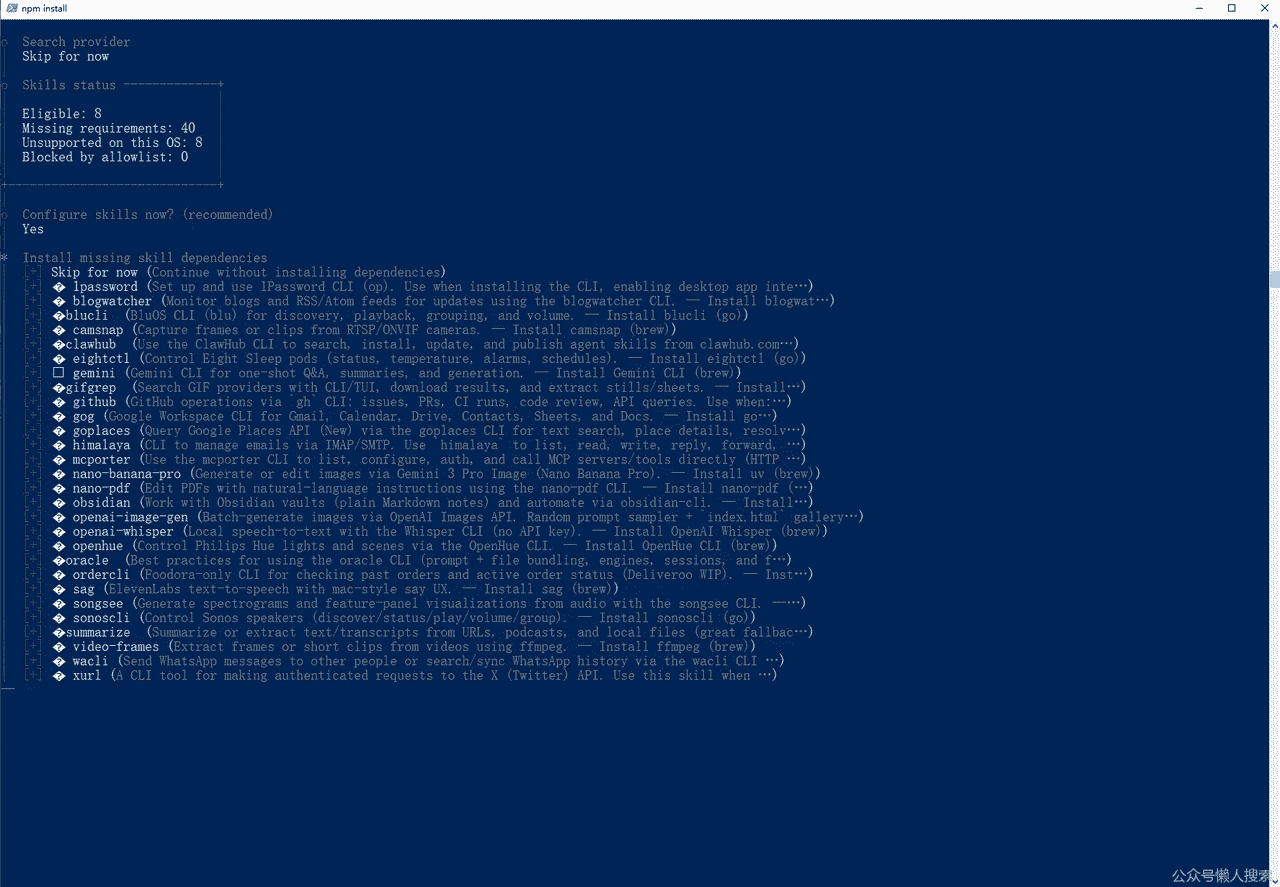 npm install
Search provider
Skip for now
Skills status
Eligible: 8
Missing requirements: 40
Unsupported on this OS: 8
Blocked by allowlist: 0
Configure skills now? (recommended)
Yes
* Install missing skill dependencies
[+] Skip for now (Continue without installing dependencies)
[+] � 1password (Set up and use 1Password CLI (op). Use when installing the CLI, enabling desktop app inte…)
[+] � blogwatcher (Monitor blogs and RSS/Atom feeds for updates using the blogwatcher CLI. — Install blogwat…)
[+] �blucli (BluOS CLI (blu) for discovery, playback, grouping, and volume. — Install blucli (go))
[+] � camsnap (Capture frames or clips from RTSP/ONVIF cameras. — Install camsnap (brew))
[+] �clawhub (Use the ClawHub CLI to search, install, update, and publish agent skills from clawhub.com…)
[+] � eightctl (Control Eight Sleep pods (status, temperature, alarms, schedules). — Install eightctl (go))
[+] □ gemini (Gemini CLI for one-shot Q&A, summaries, and generation. — Install Gemini CLI (brew))
[+] �gifgrep (Search GIF providers with CLI/TUI, download results, and extract stills/sheets. — Install…)
[+] � github (GitHub operations via `gh` CLI: issues, PRs, CI runs, code review, API queries. Use when:…)
[+] � gog (Google Workspace CLI for Gmail, Calendar, Drive, Contacts, Sheets, and Docs. — Install go…)
[+] � goplaces (Query Google Places API (New) via the goplaces CLI for text search, place details, resolv…)
[+] � himalaya (CLI to manage emails via IMAP/SMTP. Use `himalaya` to list, read, write, reply, forward, …)
[+] � mcporter (Use the mcporter CLI to list, configure, auth, and call MCP servers/tools directly (HTTP …)
[+] � nano-banana-pro (Generate or edit images via Gemini 3 Pro Image (Nano Banana Pro). — Install uv (brew))
[+] � nano-pdf (Edit PDFs with natural-language instructions using the nano-pdf CLI. — Install nano-pdf (…)
[+] � obsidian (Work with Obsidian vaults (plain Markdown notes) and automate via obsidian-cli. — Install…)
[+] � openai-image-gen (Batch-generate images via OpenAI Images API. Random prompt sampler + `index.html` gallery…)
[+] � openai-whisper (Local speech-to-text with the Whisper CLI (no API key). — Install OpenAI Whisper (brew))
[+] � openhue (Control Philips Hue lights and scenes via the OpenHue CLI. — Install OpenHue CLI (brew))
[+] �oracle (Best practices for using the oracle CLI (prompt + file bundling, engines, sessions, and f…)
[+] � ordercli (Foodora-only CLI for checking past orders and active order status (Deliveroo WIP). — Inst…)
[+] � sag (ElevenLabs text-to-speech with mac-style say UX. — Install sag (brew))
[+] � songsee (Generate spectrograms and feature-panel visualizations from audio with the songsee CLI. —…)
[+] � sonoscli (Control Sonos speakers (discover/status/play/volume/group). — Install sonoscli (go))
[+] �summarize (Summarize or extract text/transcripts from URLs, podcasts, and local files (great fallbac…)
[+] � video-frames (Extract frames or short clips from videos using ffmpeg. — Install ffmpeg (brew))
[+] � wacli (Send WhatsApp messages to other people or search/sync WhatsApp history via the wacli CLI …)
[+] � xurl (A CLI tool for making authenticated requests to the X (Twitter) API. Use this skill when …)
公众号懒人搜索